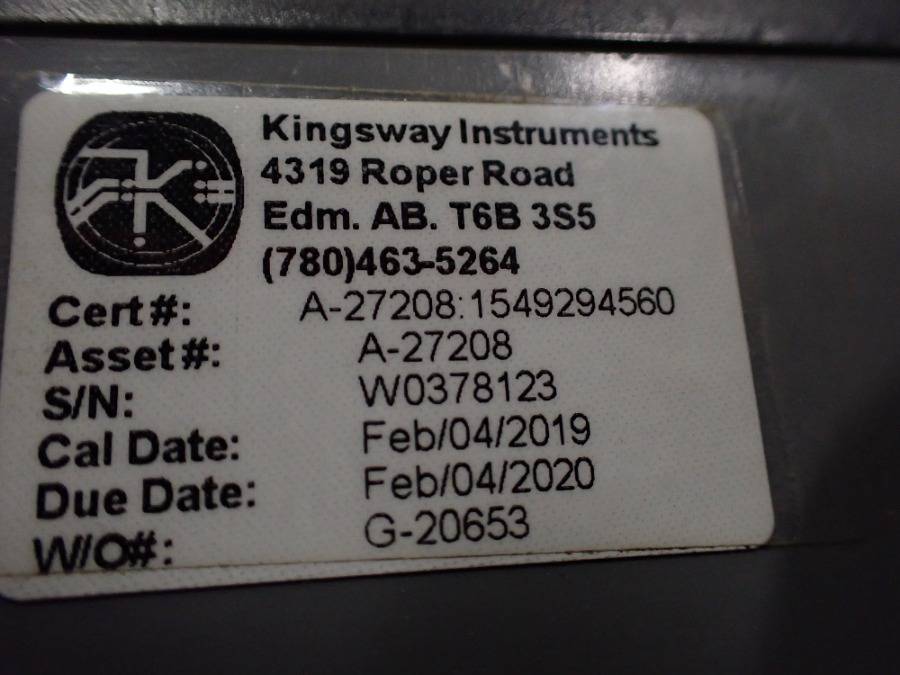 Kingsway Instruments
4319 Roper Road
Edm. AB. T6B 3S5
(780)463-5264
Cert#: A-27208:1549294560
Asset#: A-27208
S/N: W0378123
Cal Date: Feb/04/2019
Due Date: Feb/04/2020
W/O#: G-20653